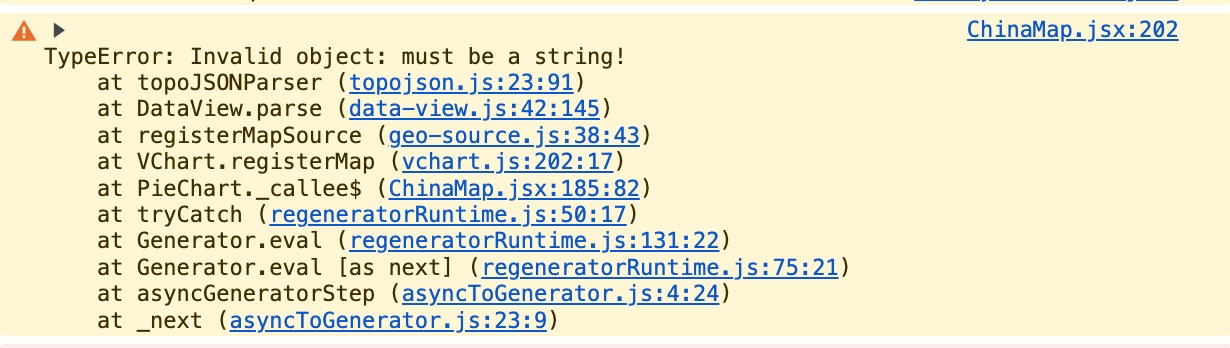 ChinaMap.jsx:202
TypeError: Invalid object: must be a string!
at topoJSONParser (topojson.js:23:91)
at DataView.parse (data-view.js:42:145)
at registerMapSource (geo-source.js:38:43)
at VChart.registerMap (vchart.js:202:17)
at PieChart._callee$ (ChinaMap.jsx:185:82)
at tryCatch (regeneratorRuntime.js:50:17)
at Generator.eval (regeneratorRuntime.js:131:22)
at Generator.eval [as next] (regeneratorRuntime.js:75:21)
at asyncGeneratorStep (asyncToGenerator.js:4:24)
at _next (asyncToGenerator.js:23:9)